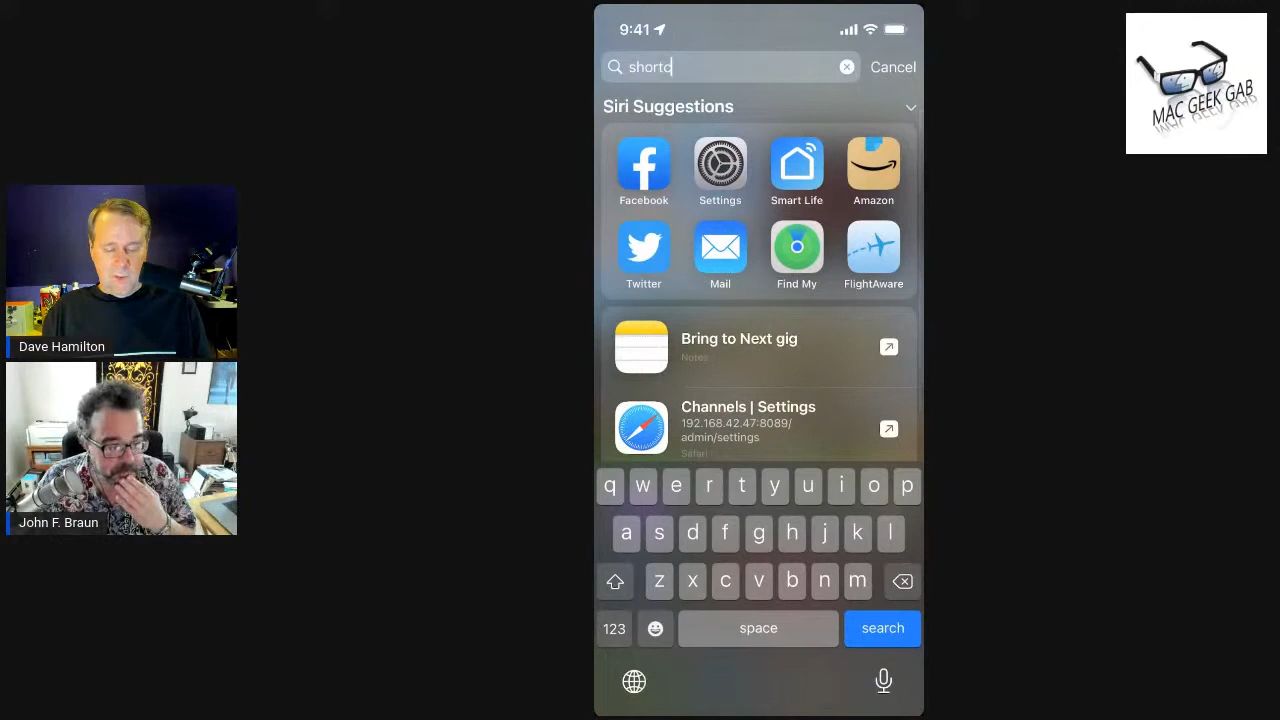 9:41
shortc
Cancel
Siri Suggestions
Facebook
Settings
Smart Life
Amazon
Twitter
Mail
Find My
FlightAware
Bring to Next gig
Notes
Channels | Settings
192.168.42.47:8089/
admin/settings
Safari
q w e r t y u i o p
a s d f g h j k l
z x c v b n m
123
space
search
Dave Hamilton
John F. Braun
MAC GEEK GAB